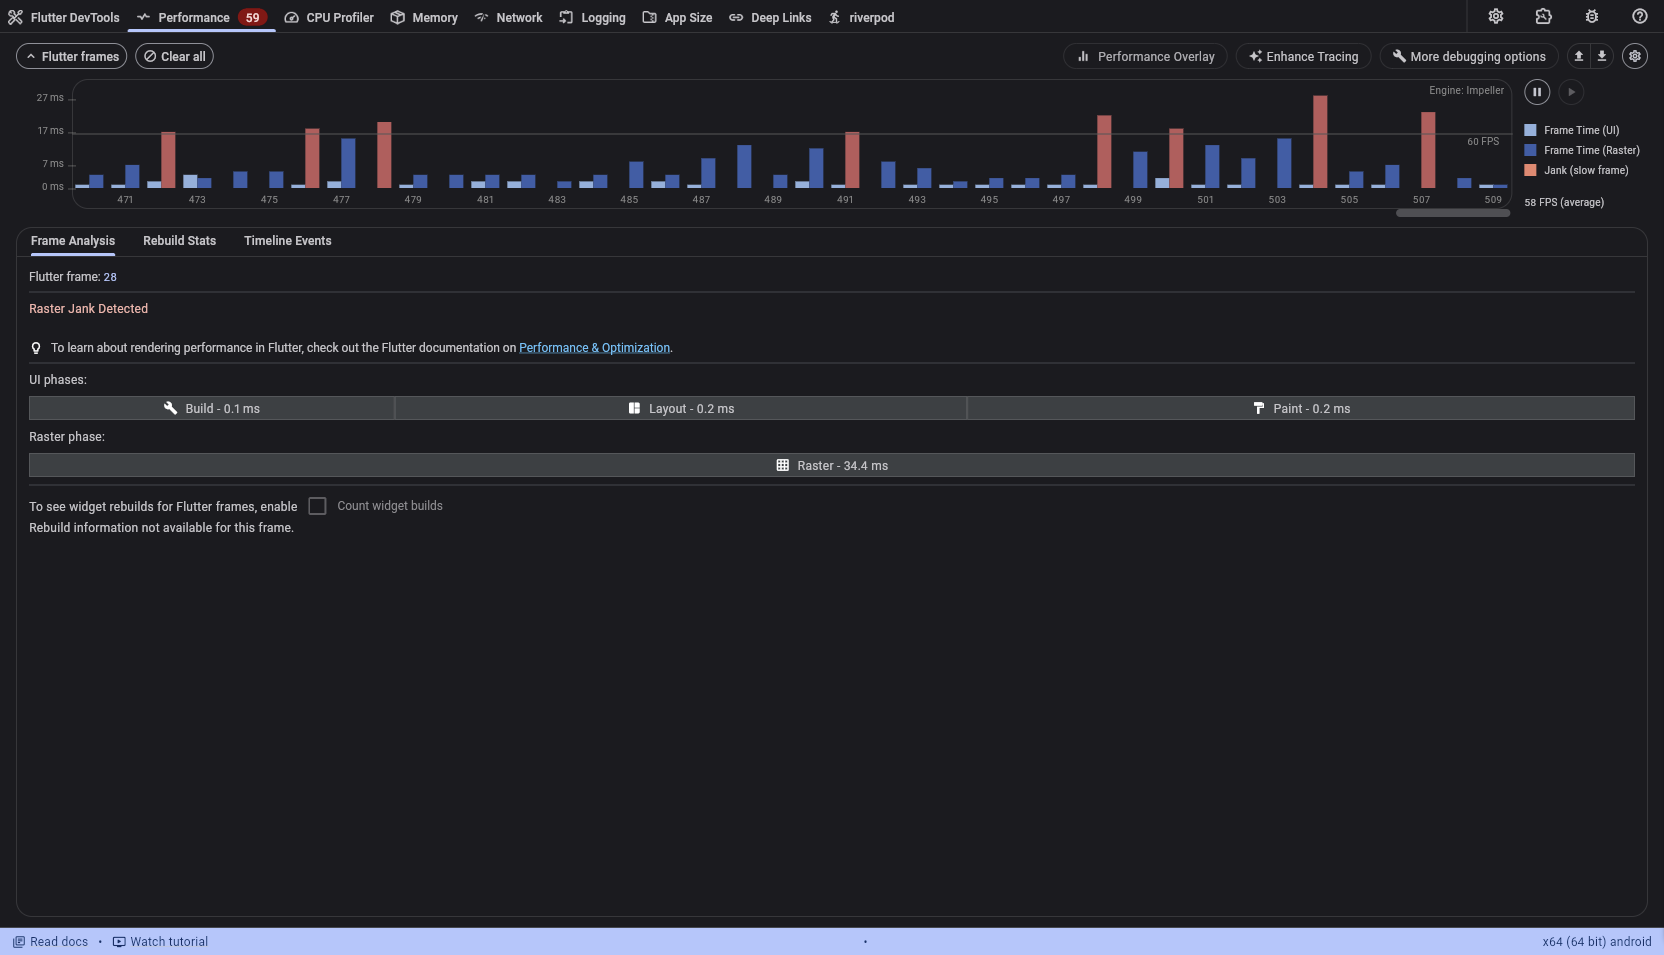 Flutter DevTools Performance 59 CPU Profiler Memory Network Logging App Size Deep Links riverpod
Flutter frames Clear all Performance Overlay Enhance Tracing More debugging options
27 ms
17 ms
7 ms
0 ms
Engine: Impeller
60 FPS
471 473 475 477 479 481 483 485 487 489 491 493 495 497 499 501 503 505 507 509
Frame Time (UI)
Frame Time (Raster)
Jank (slow frame)
58 FPS (average)
Frame Analysis Rebuild Stats Timeline Events
Flutter frame: 28
Raster Jank Detected
To learn about rendering performance in Flutter, check out the Flutter documentation on Performance & Optimization.
UI phases:
Build - 0.1 ms Layout - 0.2 ms Paint - 0.2 ms
Raster phase:
Raster - 34.4 ms
To see widget rebuilds for Flutter frames, enable Count widget builds
Rebuild information not available for this frame.
Read docs • Watch tutorial • x64 (64 bit) android